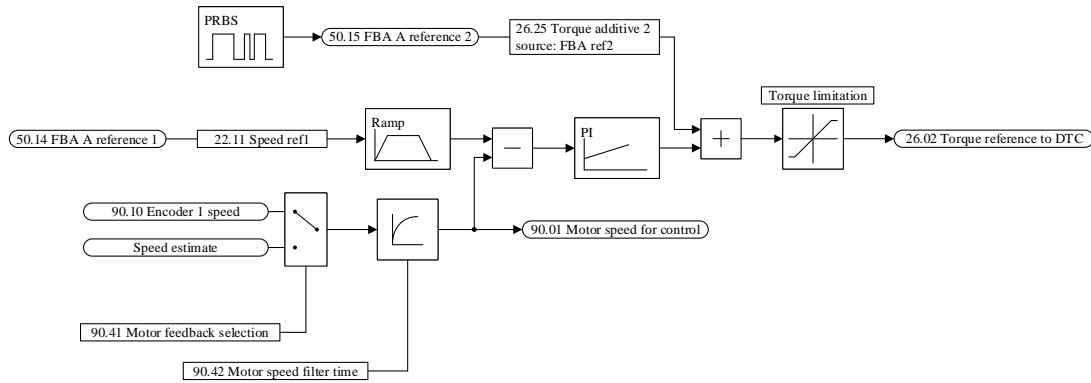 PRBS
50.15 FBA A reference 2
26.25 Torque additive 2
source: FBA ref2
Torque limitation
50.14 FBA A reference 1
22.11 Speed ref1
Ramp
−
PI
+
26.02 Torque reference to DTC
90.10 Encoder 1 speed
Speed estimate
90.01 Motor speed for control
90.41 Motor feedback selection
90.42 Motor speed filter time